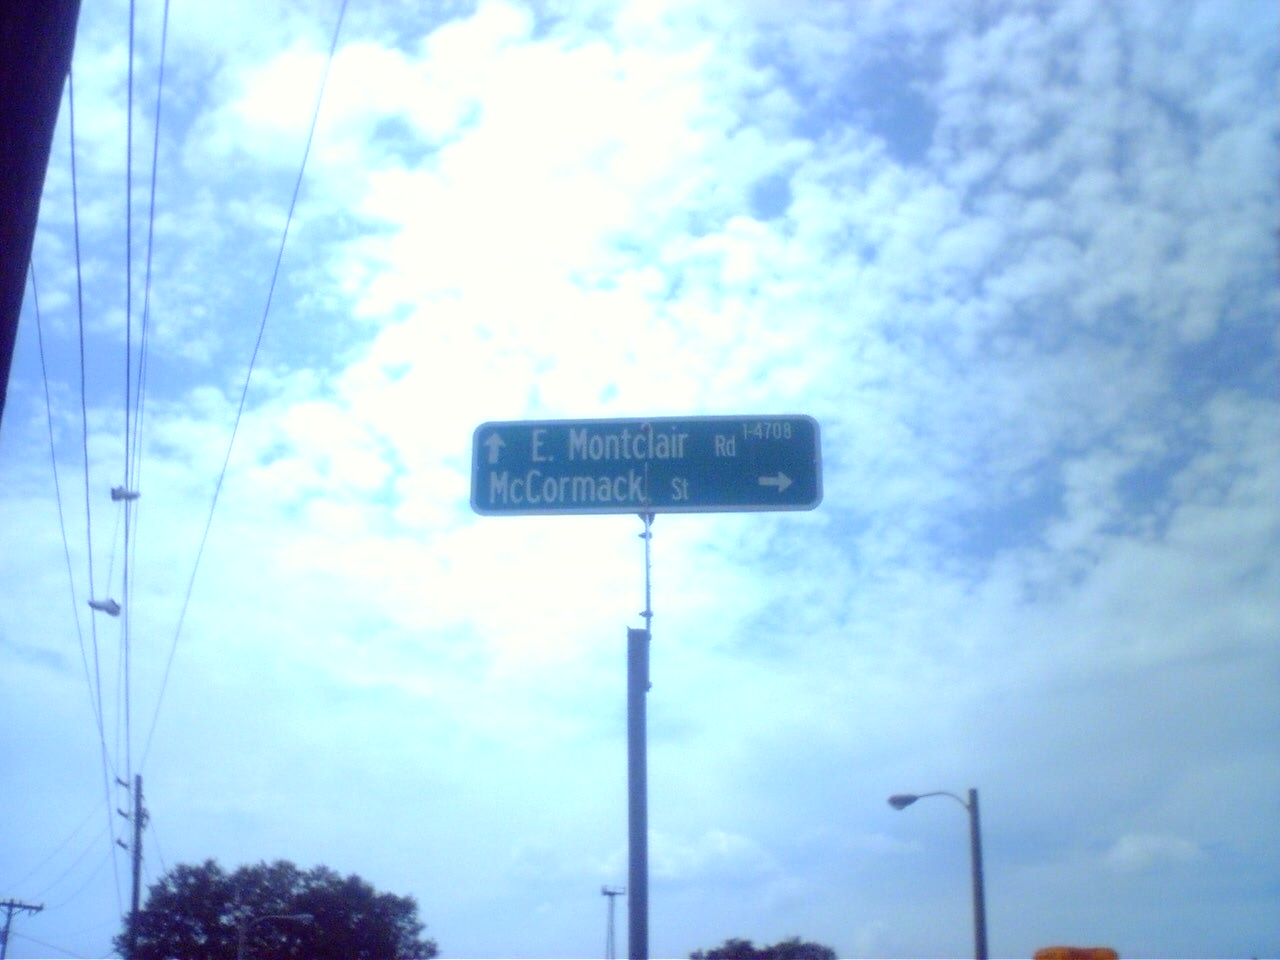 E. Montclair Rd 1-4708
McCormack St